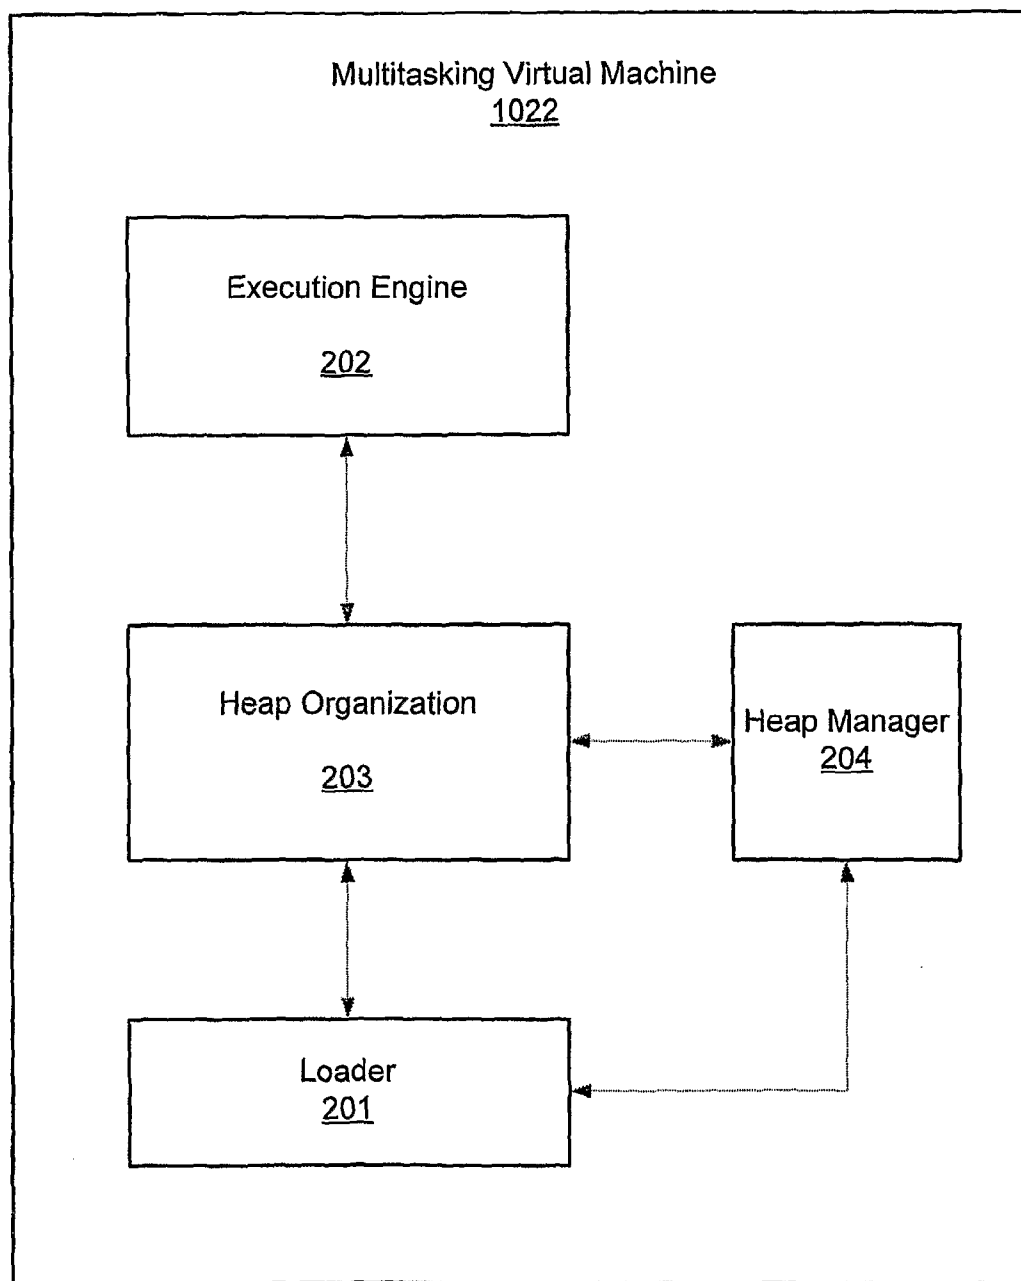 Multitasking Virtual Machine
1022
Execution Engine
202
Heap Organization
203
Heap Manager
204
Loader
201